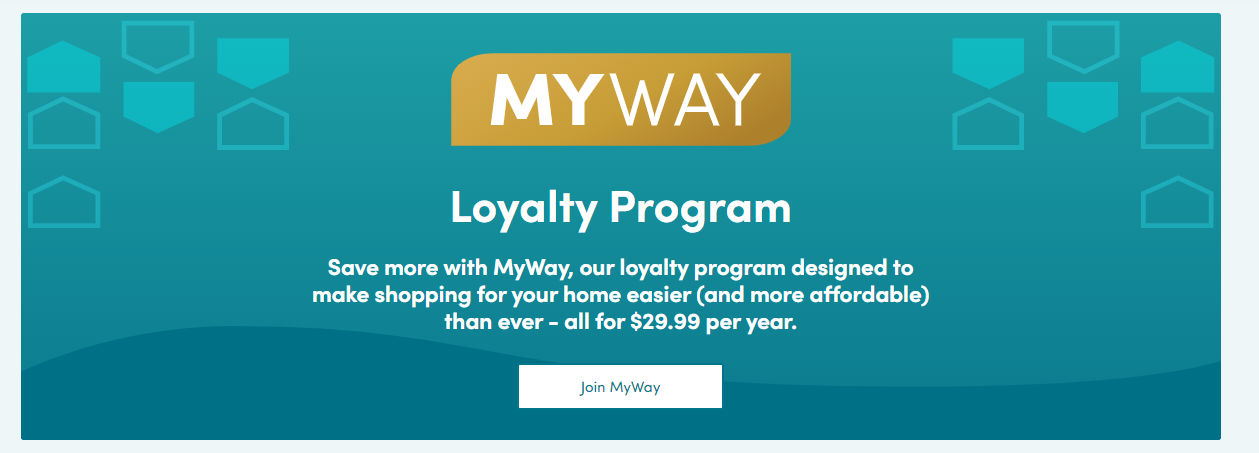 MYWAY
Loyalty Program
Save more with MyWay, our loyalty program designed to
make shopping for your home easier (and more affordable)
than ever - all for $29.99 per year.
Join MyWay